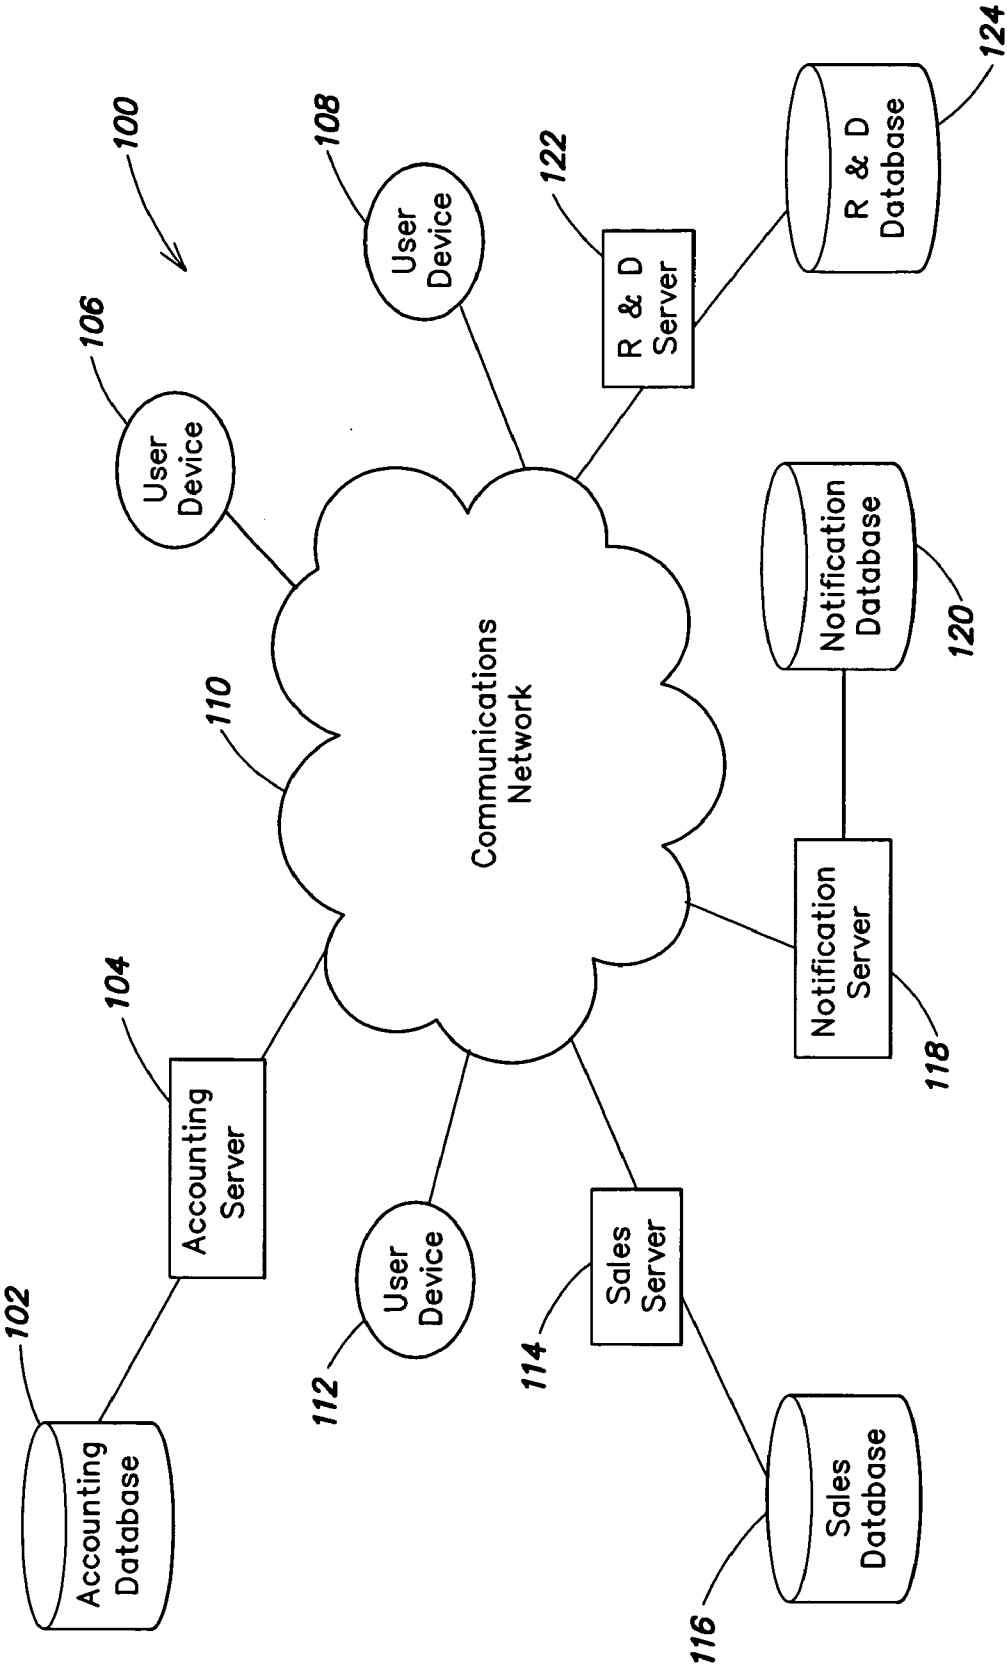 100
102
Accounting
Database
104
Accounting
Server
106
User
Device
108
User
Device
110
Communications
Network
112
User
Device
114
Sales
Server
116
Sales
Database
118
Notification
Server
120
Notification
Database
122
R & D
Server
124
R & D
Database